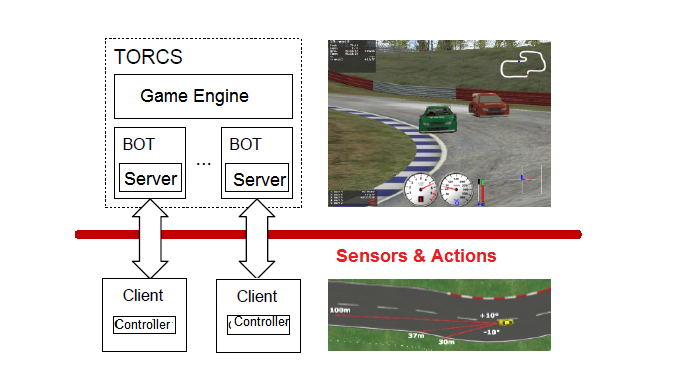 TORCS
Game Engine
BOT
BOT
...
Server
Server
Sensors & Actions
Client
Client
Controller
Controller
100m
+10°
-10°
37m
30m